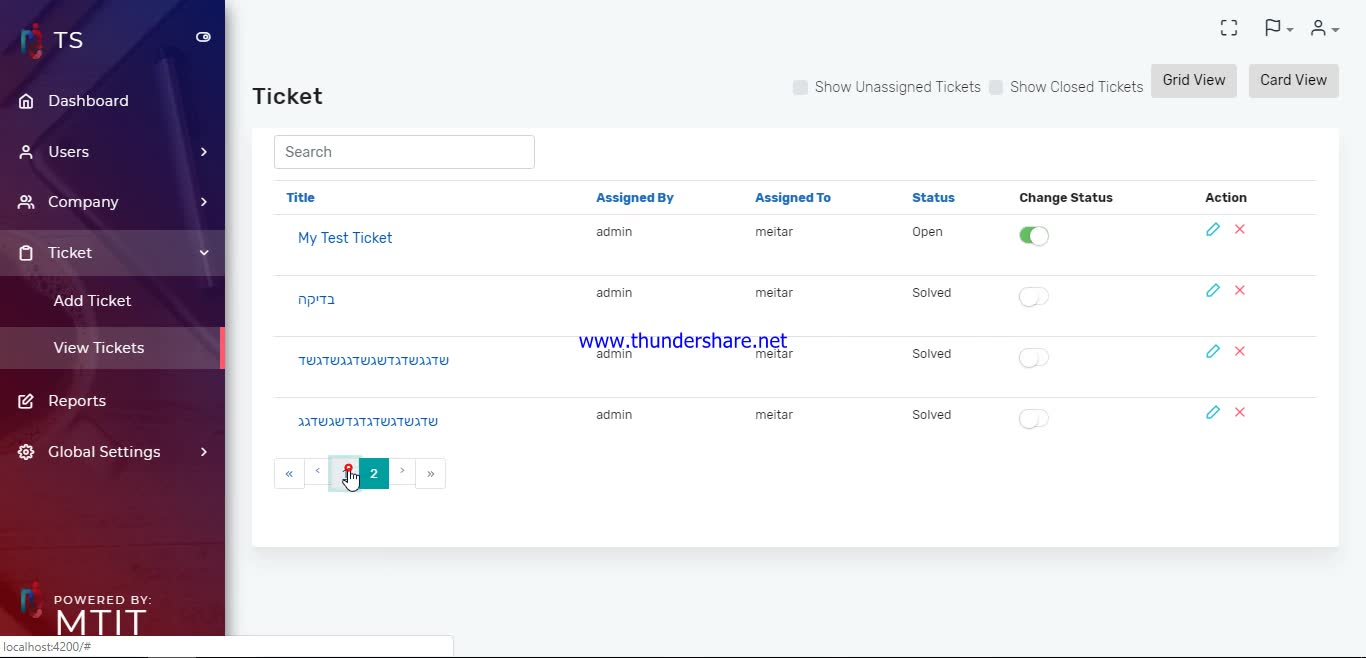 TS
Dashboard
Users
Company
Ticket
Add Ticket
View Tickets
Reports
Global Settings
POWERED BY:
MTIT
localhost:4200/#
Ticket
Show Unassigned Tickets
Show Closed Tickets
Grid View
Card View
Search
Title Assigned By Assigned To Status Change Status Action
My Test Ticket admin meitar Open
בדיקה admin meitar Solved
www.thundershare.net
שדגגשדגדשגשדגגשדגשד admin meitar Solved
שדגשדגשדגדגדשגשדגג admin meitar Solved
« ‹ 2 › »